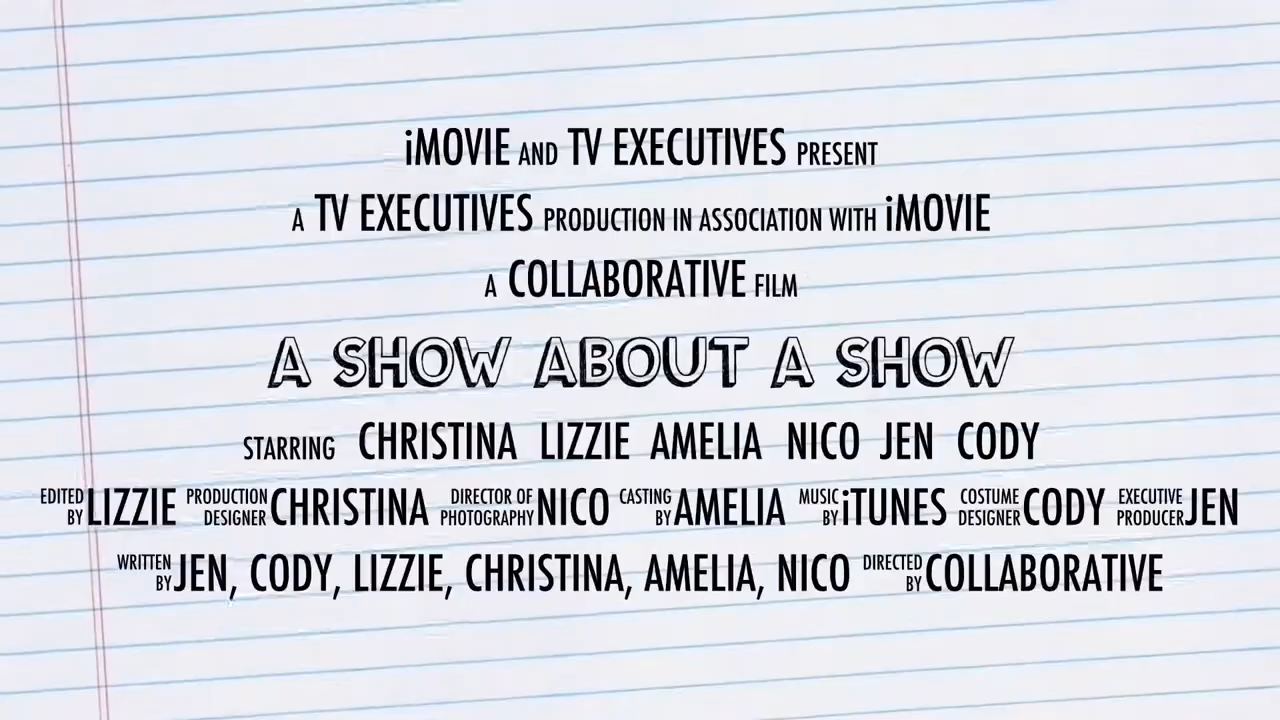 iMOVIE AND TV EXECUTIVES PRESENT
A TV EXECUTIVES PRODUCTION IN ASSOCIATION WITH iMOVIE
A COLLABORATIVE FILM
A SHOW ABOUT A SHOW
STARRING CHRISTINA LIZZIE AMELIA NICO JEN CODY
EDITED BY LIZZIE PRODUCTION DESIGNER CHRISTINA DIRECTOR OF PHOTOGRAPHY NICO CASTING BY AMELIA MUSIC BY iTUNES COSTUME DESIGNER CODY EXECUTIVE PRODUCER JEN
WRITTEN BY JEN, CODY, LIZZIE, CHRISTINA, AMELIA, NICO DIRECTED BY COLLABORATIVE